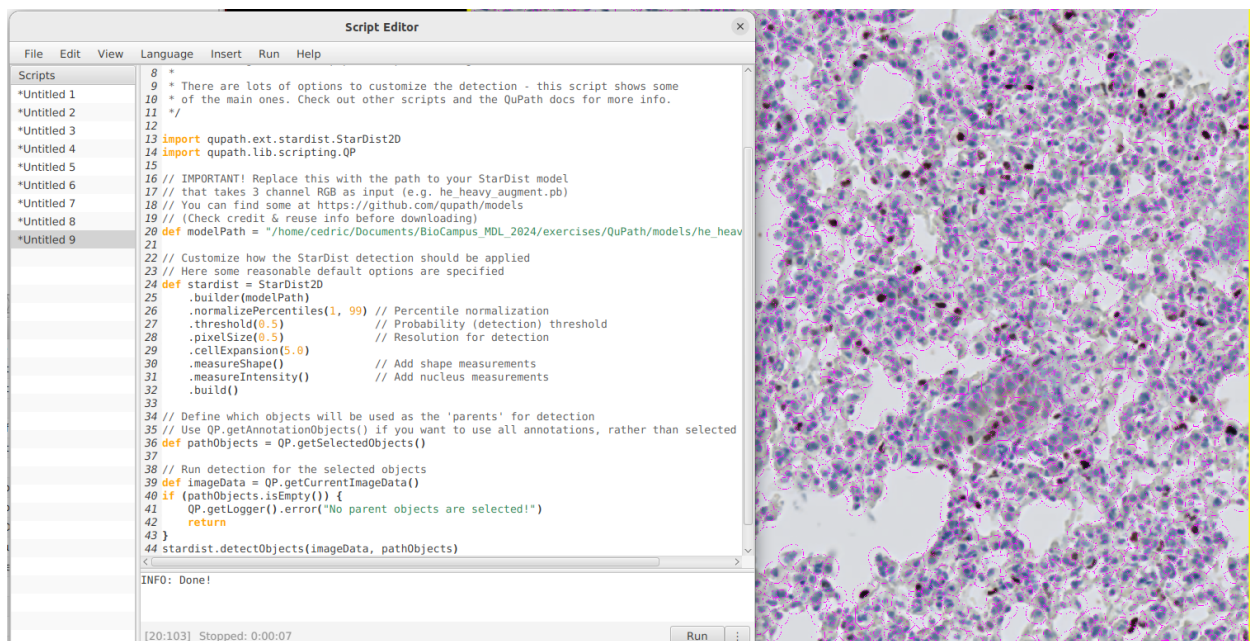 Script Editor
File Edit View Language Insert Run Help
Scripts
*Untitled 1
*Untitled 2
*Untitled 3
*Untitled 4
*Untitled 5
*Untitled 6
*Untitled 7
*Untitled 8
*Untitled 9
8 *
9 * There are lots of options to customize the detection - this script shows some
10 * of the main ones. Check out other scripts and the QuPath docs for more info.
11 */
12
13 import qupath.ext.stardist.StarDist2D
14 import qupath.lib.scripting.QP
15
16 // IMPORTANT! Replace this with the path to your StarDist model
17 // that takes 3 channel RGB as input (e.g. he_heavy_augment.pb)
18 // You can find some at https://github.com/qupath/models
19 // (Check credit & reuse info before downloading)
20 def modelPath = "/home/cedric/Documents/BioCampus_MDL_2024/exercises/QuPath/models/he_heav
21
22 // Customize how the StarDist detection should be applied
23 // Here some reasonable default options are specified
24 def stardist = StarDist2D
25 .builder(modelPath)
26 .normalizePercentiles(1, 99) // Percentile normalization
27 .threshold(0.5) // Probability (detection) threshold
28 .pixelSize(0.5) // Resolution for detection
29 .cellExpansion(5.0)
30 .measureShape() // Add shape measurements
31 .measureIntensity() // Add nucleus measurements
32 .build()
33
34 // Define which objects will be used as the 'parents' for detection
35 // Use QP.getAnnotationObjects() if you want to use all annotations, rather than selected
36 def pathObjects = QP.getSelectedObjects()
37
38 // Run detection for the selected objects
39 def imageData = QP.getCurrentImageData()
40 if (pathObjects.isEmpty()) {
41 QP.getLogger().error("No parent objects are selected!")
42 return
43 }
44 stardist.detectObjects(imageData, pathObjects)
INFO: Done!
[20:103] Stopped: 0:00:07
Run